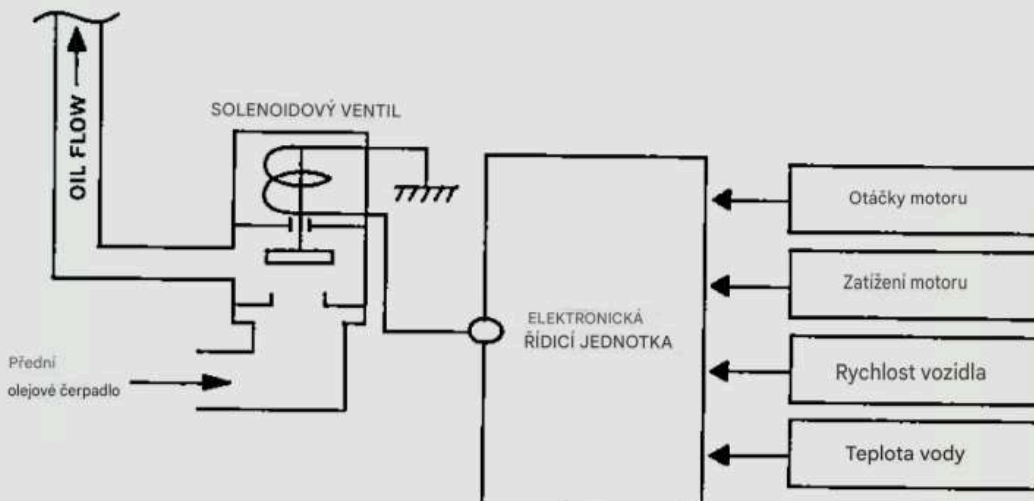 OIL FLOW
SOLENOIDOVÝ VENTIL
Přední
olejové čerpadlo
ELEKTRONICKÁ
ŘÍDICÍ JEDNOTKA
Otáčky motoru
Zatížení motoru
Rychlost vozidla
Teplota vody